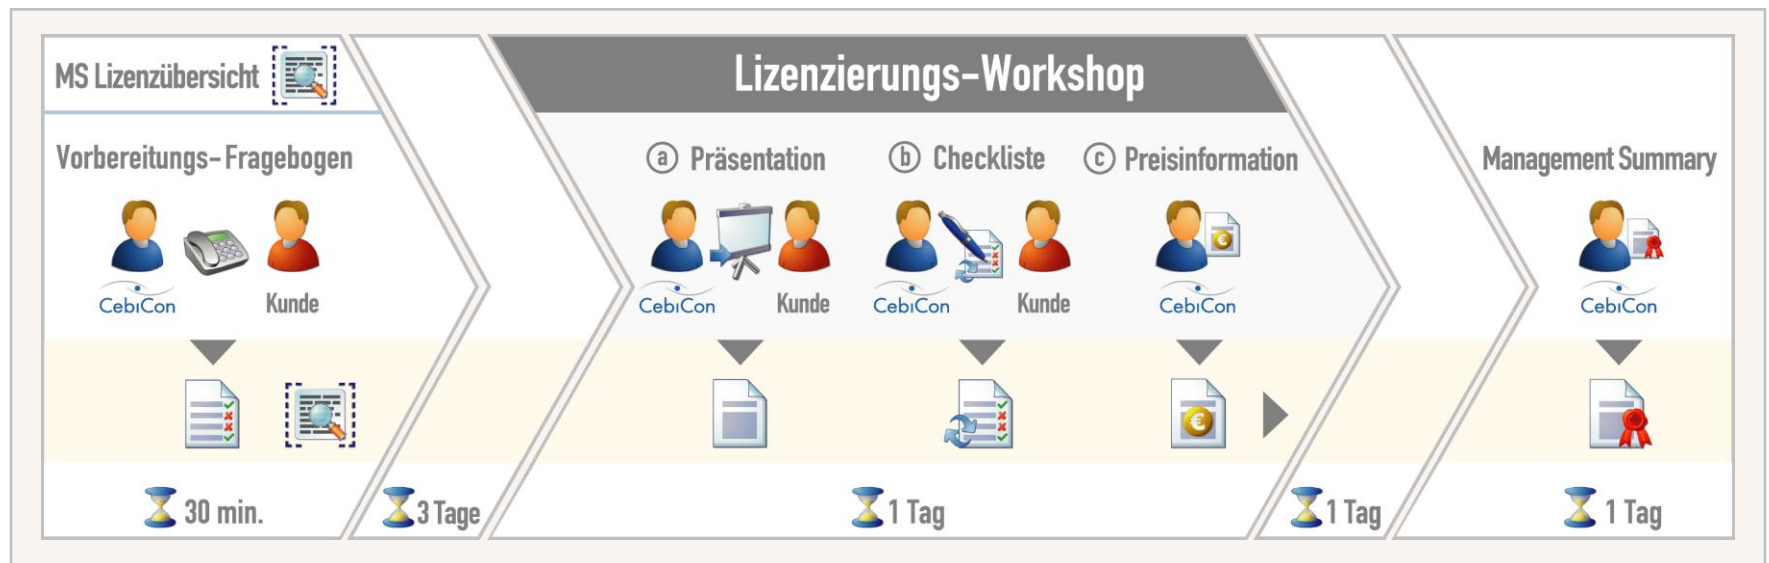 MS Lizenzübersicht
Vorbereitungs-Fragebogen
CebiCon
Kunde
30 min.
3 Tage
Lizenzierungs-Workshop
a Präsentation
CebiCon
Kunde
b Checkliste
CebiCon
Kunde
c Preisinformation
CebiCon
€
€
1 Tag
1 Tag
Management Summary
CebiCon
1 Tag